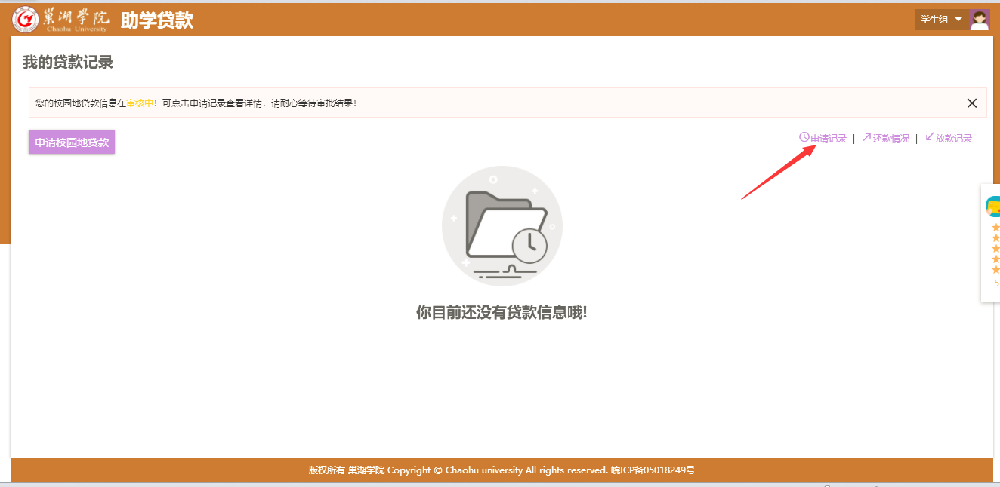 巢湖学院 助学贷款
Chaohu University
学生组
我的贷款记录
您的校园地贷款信息在审核中！可点击申请记录查看详情，请耐心等待审批结果！
申请校园地贷款
申请记录 | 还款情况 | 放款记录
5
你目前还没有贷款信息哦!
版权所有 巢湖学院 Copyright © Chaohu university All rights reserved. 皖ICP备05018249号